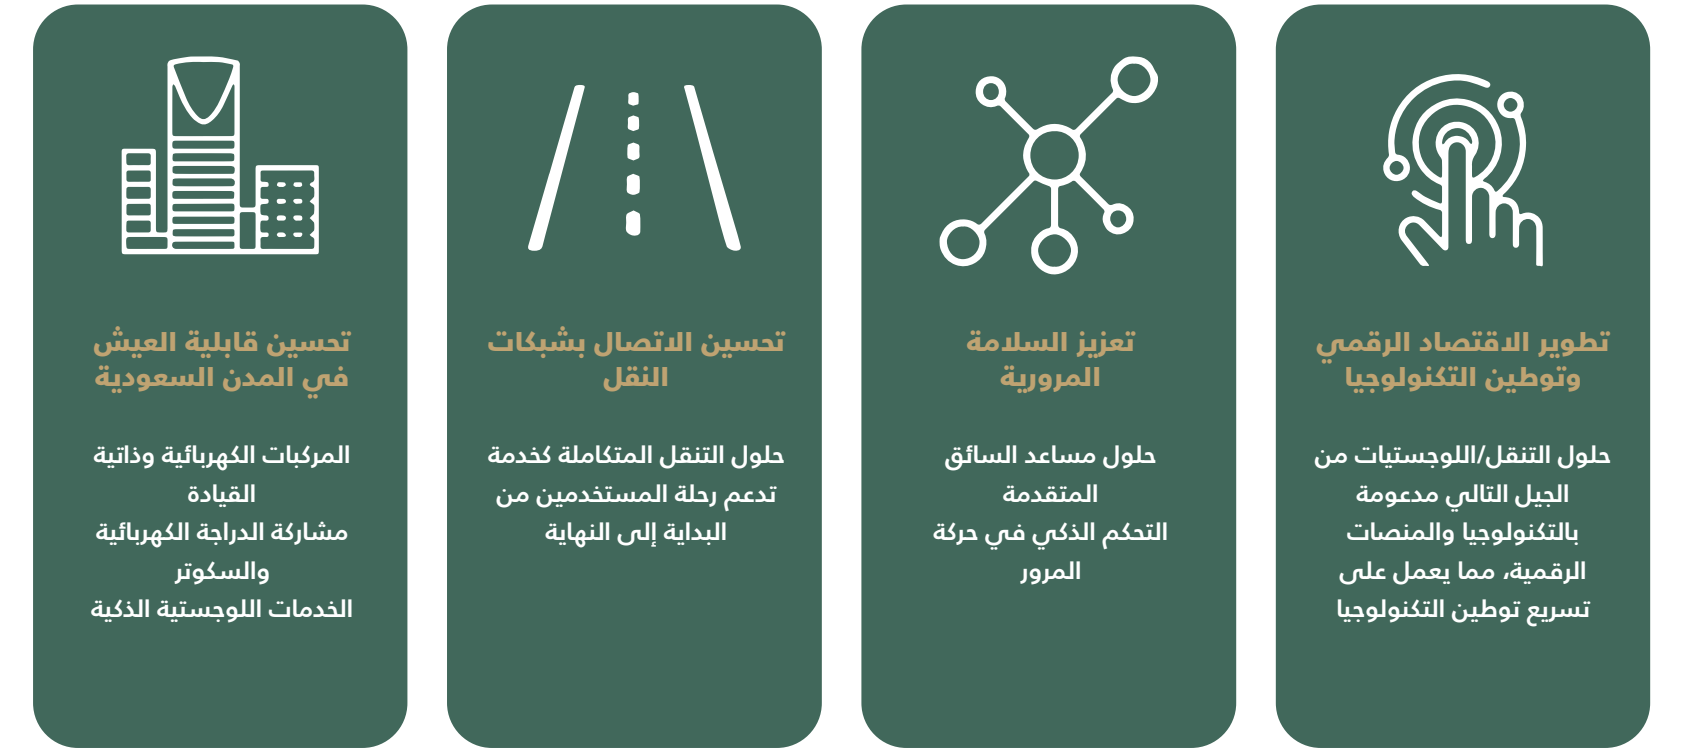 تطوير الاقتصاد الرقمي
وتوطين التكنولوجيا
حلول التنقل/اللوجستيات من
الجيل التالي مدعومة
بالتكنولوجيا والمنصات
الرقمية، مما يعمل على
تسريع توطين التكنولوجيا
تعزيز السلامة
المرورية
حلول مساعد السائق
المتقدمة
التحكم الذكي في حركة
المرور
تحسين الاتصال بشبكات
النقل
حلول التنقل المتكاملة كخدمة
تدعم رحلة المستخدمين من
البداية إلى النهاية
تحسين قابلية العيش
في المدن السعودية
المركبات الكهربائية وذاتية
القيادة
مشاركة الدراجة الكهربائية
والسكوتر
الخدمات اللوجستية الذكية